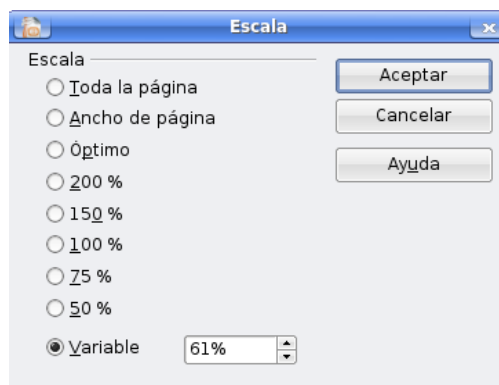 Escala
Escala
Toda la página
Ancho de página
Óptimo
200 %
150 %
100 %
75 %
50 %
Variable 61%
Aceptar
Cancelar
Ayuda